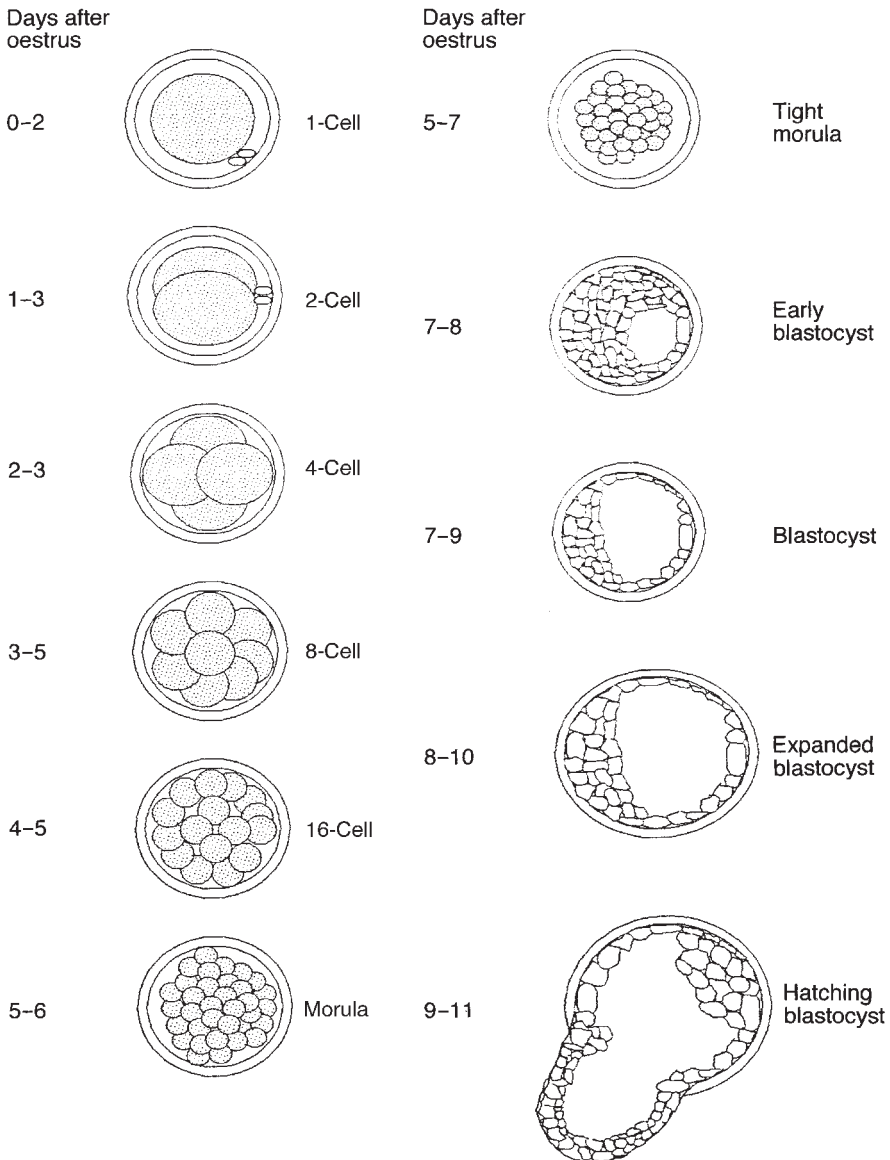 Days after
oestrus
0–2
1-Cell
1–3
2-Cell
2–3
4-Cell
3–5
8-Cell
4–5
16-Cell
5–6
Morula
Days after
oestrus
5–7
Tight
morula
7–8
Early
blastocyst
7–9
Blastocyst
8–10
Expanded
blastocyst
9–11
Hatching
blastocyst